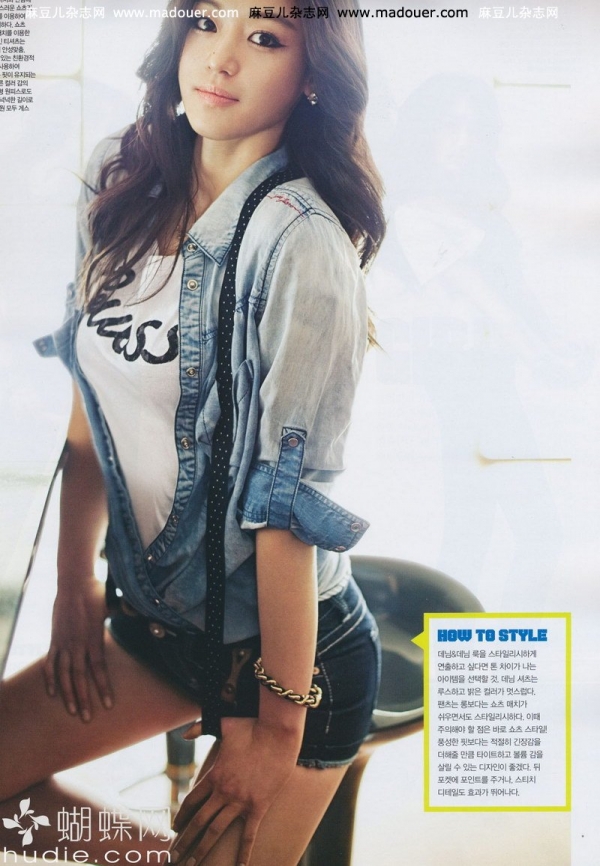 麻豆儿杂志网 www.madouer.com 麻豆儿杂志网 www.madouer.com 麻豆儿杂志网 www.madouer.com
HOW TO STYLE
데님&데님 룩을 스타일리시하게
연출하고 싶다면 톤 차이가 나는
아이템을 선택할 것. 데님 셔츠는
루스하고 밝은 컬러가 멋스럽다.
팬츠는 롱보다는 쇼츠 매치가
쉬우면서도 스타일리시하다. 이때
주의해야 할 점은 바로 쇼츠 스타일!
풍성한 핏보다는 적절히 긴장감을
더해줄 만큼 타이트하고 볼륨 감을
살릴 수 있는 디자인이 좋겠다. 뒤
포켓에 포인트를 주거나, 스티치
디테일도 효과가 뛰어나다.
蝴蝶网
hudie.com